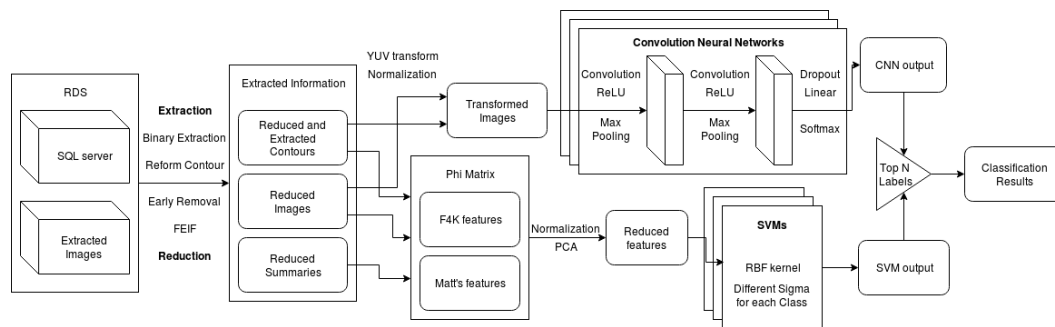 RDS
SQL server
Extracted
Images
Extraction
Binary Extraction
Reform Contour
Early Removal
FEIF
Reduction
Extracted Information
Reduced and
Extracted
Contours
Reduced
Images
Reduced
Summaries
YUV transform
Normalization
Transformed
Images
Phi Matrix
F4K features
Matt's features
Normalization
PCA
Reduced
features
Convolution Neural Networks
Convolution
ReLU
Max
Pooling
Convolution
ReLU
Max
Pooling
Dropout
Linear
Softmax
SVMs
RBF kernel
Different Sigma
for each Class
CNN output
SVM output
Top N
Labels
Classification
Results